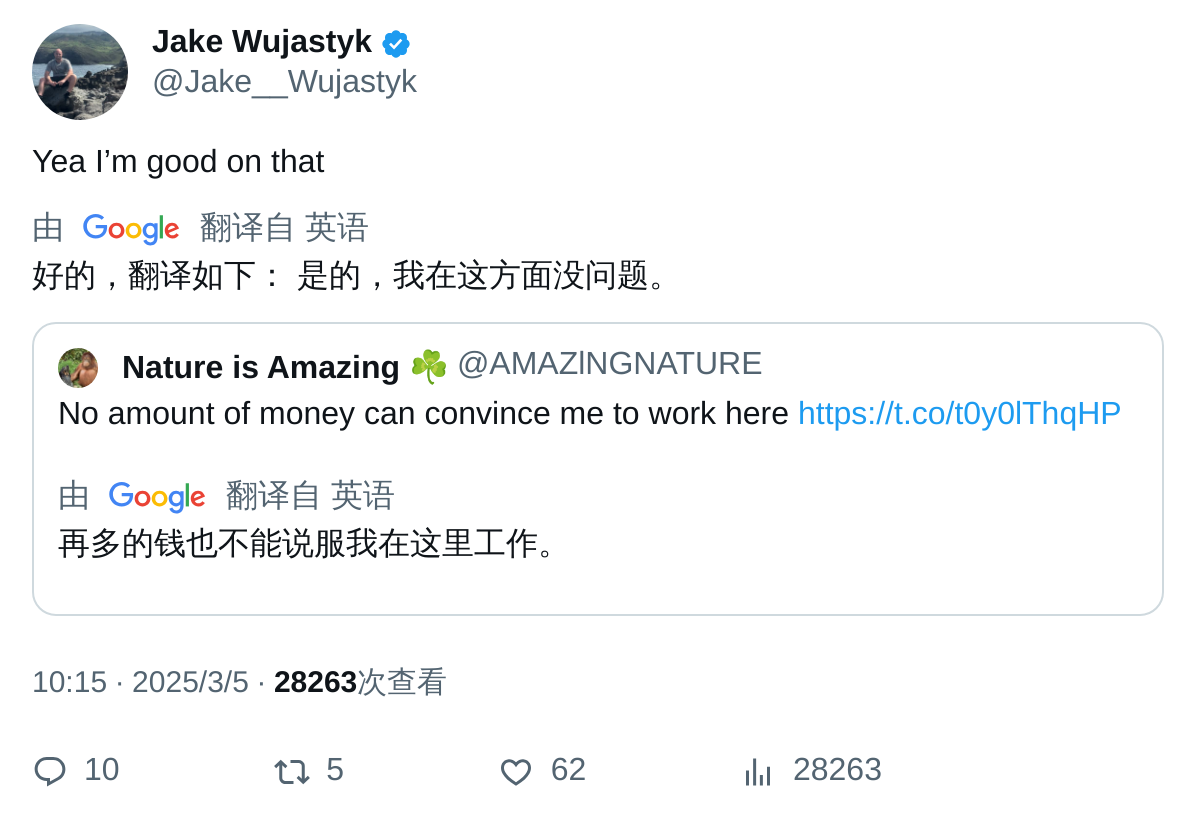 Jake Wujastyk
@Jake__Wujastyk
Yea I’m good on that
由 Google 翻译自 英语
好的，翻译如下： 是的，我在这方面没问题。
Nature is Amazing ☘️ @AMAZlNGNATURE
No amount of money can convince me to work here https://t.co/t0y0lThqHP
由 Google 翻译自 英语
再多的钱也不能说服我在这里工作。
10:15 · 2025/3/5 · 28263次查看
10 5 62 28263